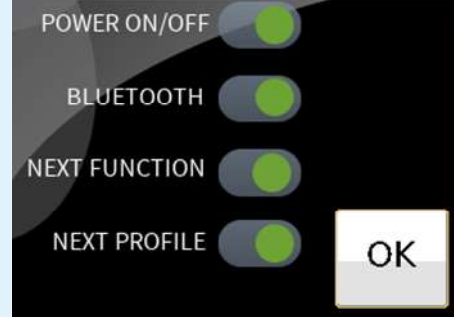 POWER ON/OFF
BLUETOOTH
NEXT FUNCTION
NEXT PROFILE
OK